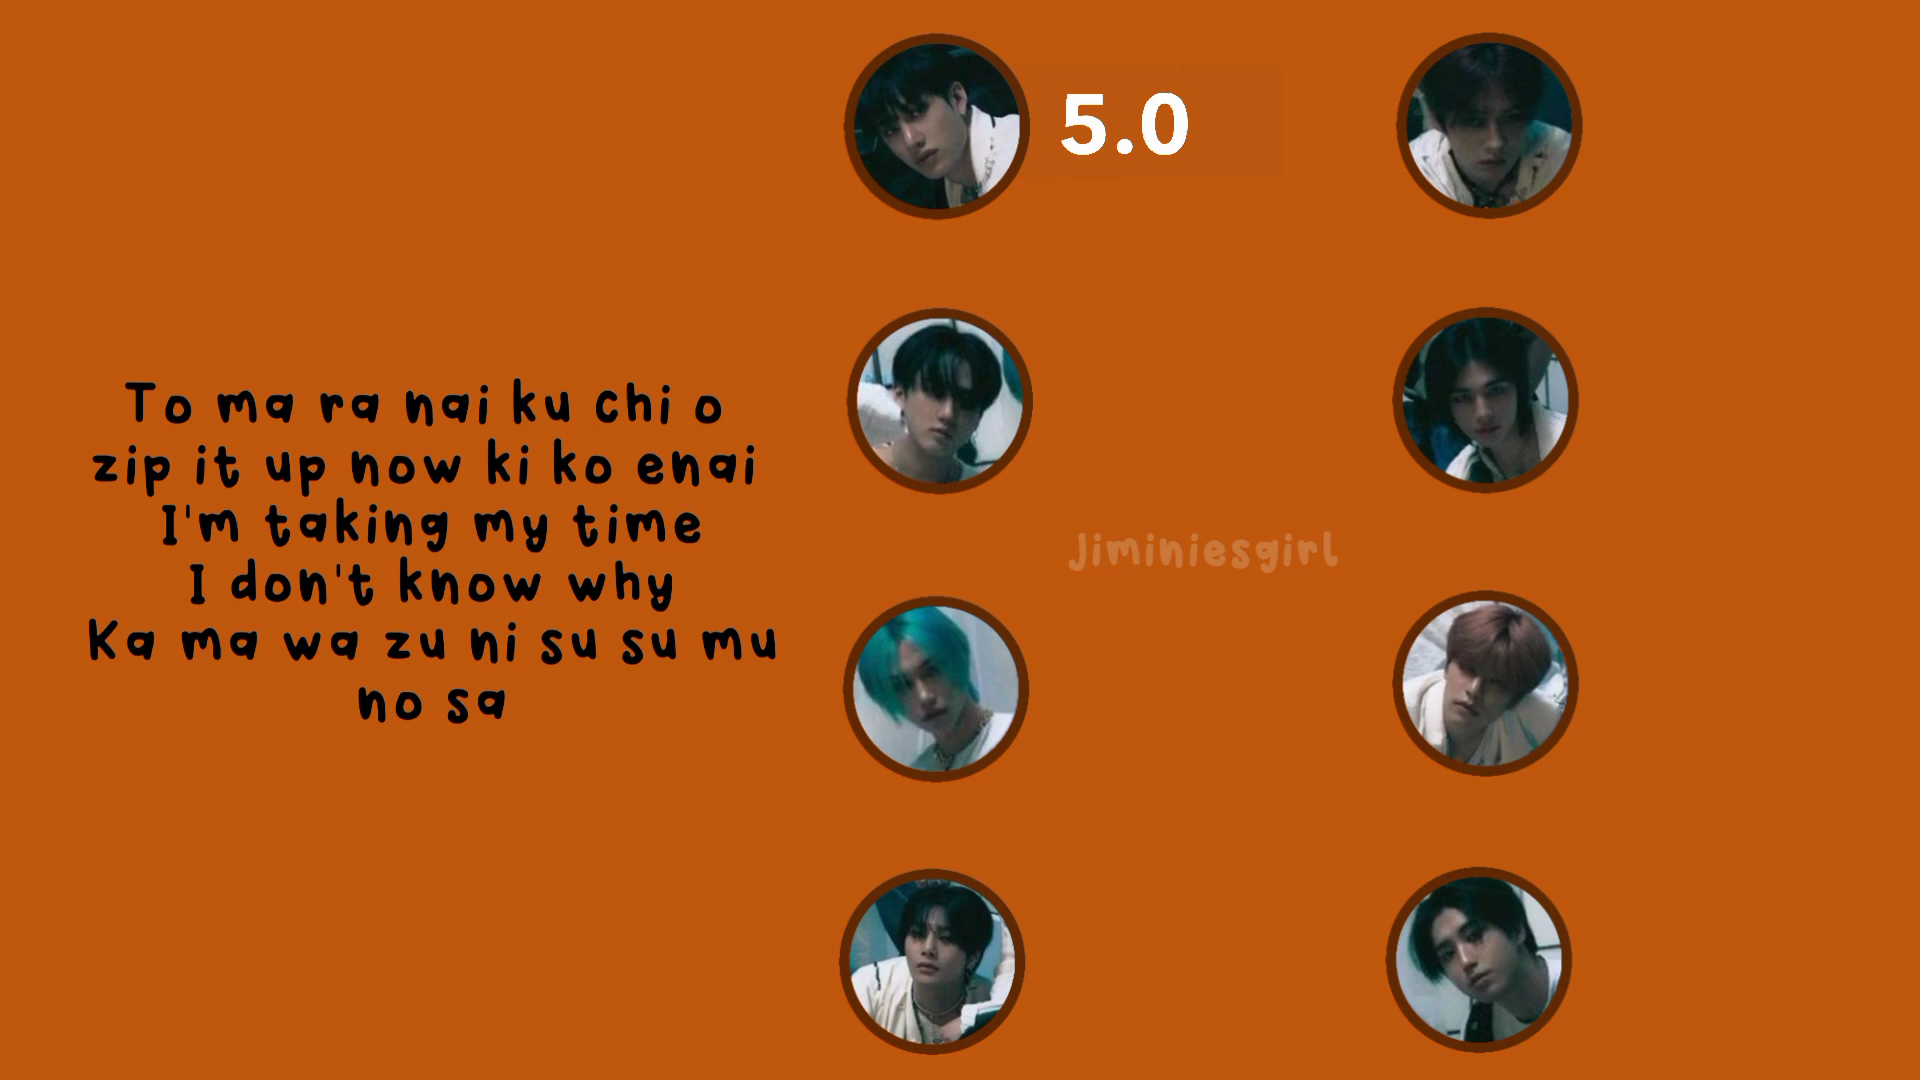 To ma ra nai ku chi o
zip it up now ki ko enai
I'm taking my time
I don't know why
Ka ma wa zu ni su su mu
no sa
5.0
Jiminiesgirl